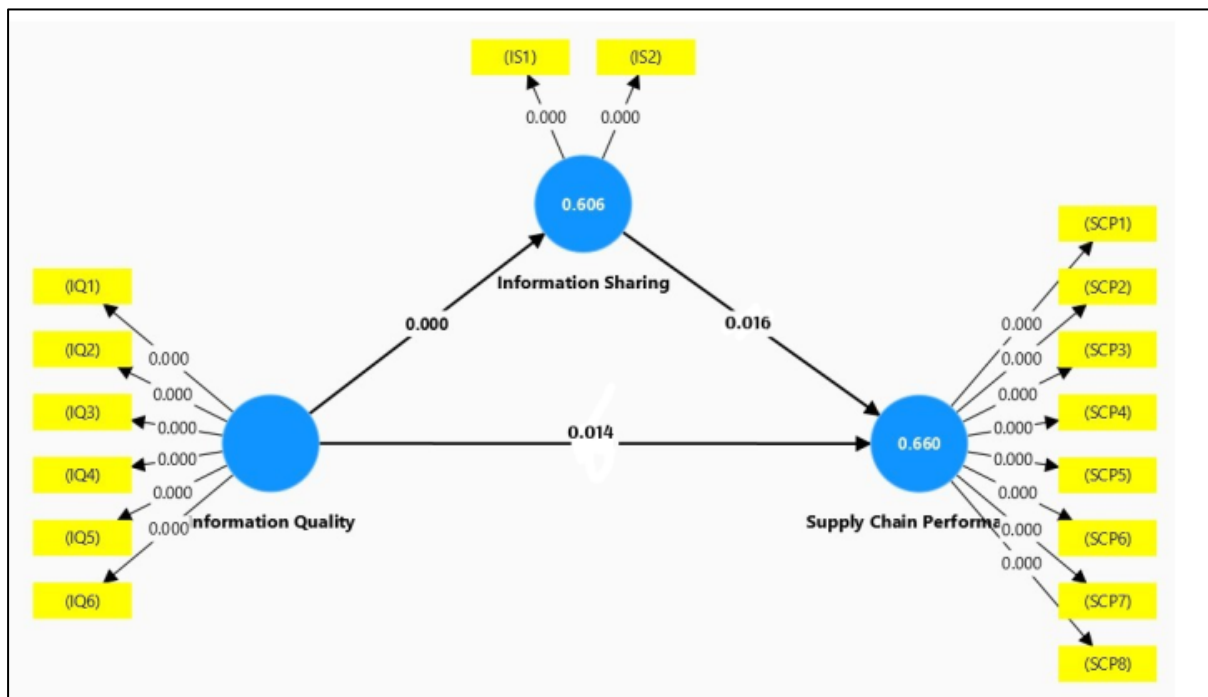 (IS1) (IS2)
0.000 0.000
0.606
Information Sharing
(IQ1)
(IQ2)
(IQ3)
(IQ4)
(IQ5)
(IQ6)
0.000
0.000
0.000
0.000
0.000
0.000
Information Quality
0.000
0.016
0.014
0.660
Supply Chain Performa
0.000
0.000
0.000
0.000
0.000
0.000
0.000
0.000
(SCP1)
(SCP2)
(SCP3)
(SCP4)
(SCP5)
(SCP6)
(SCP7)
(SCP8)